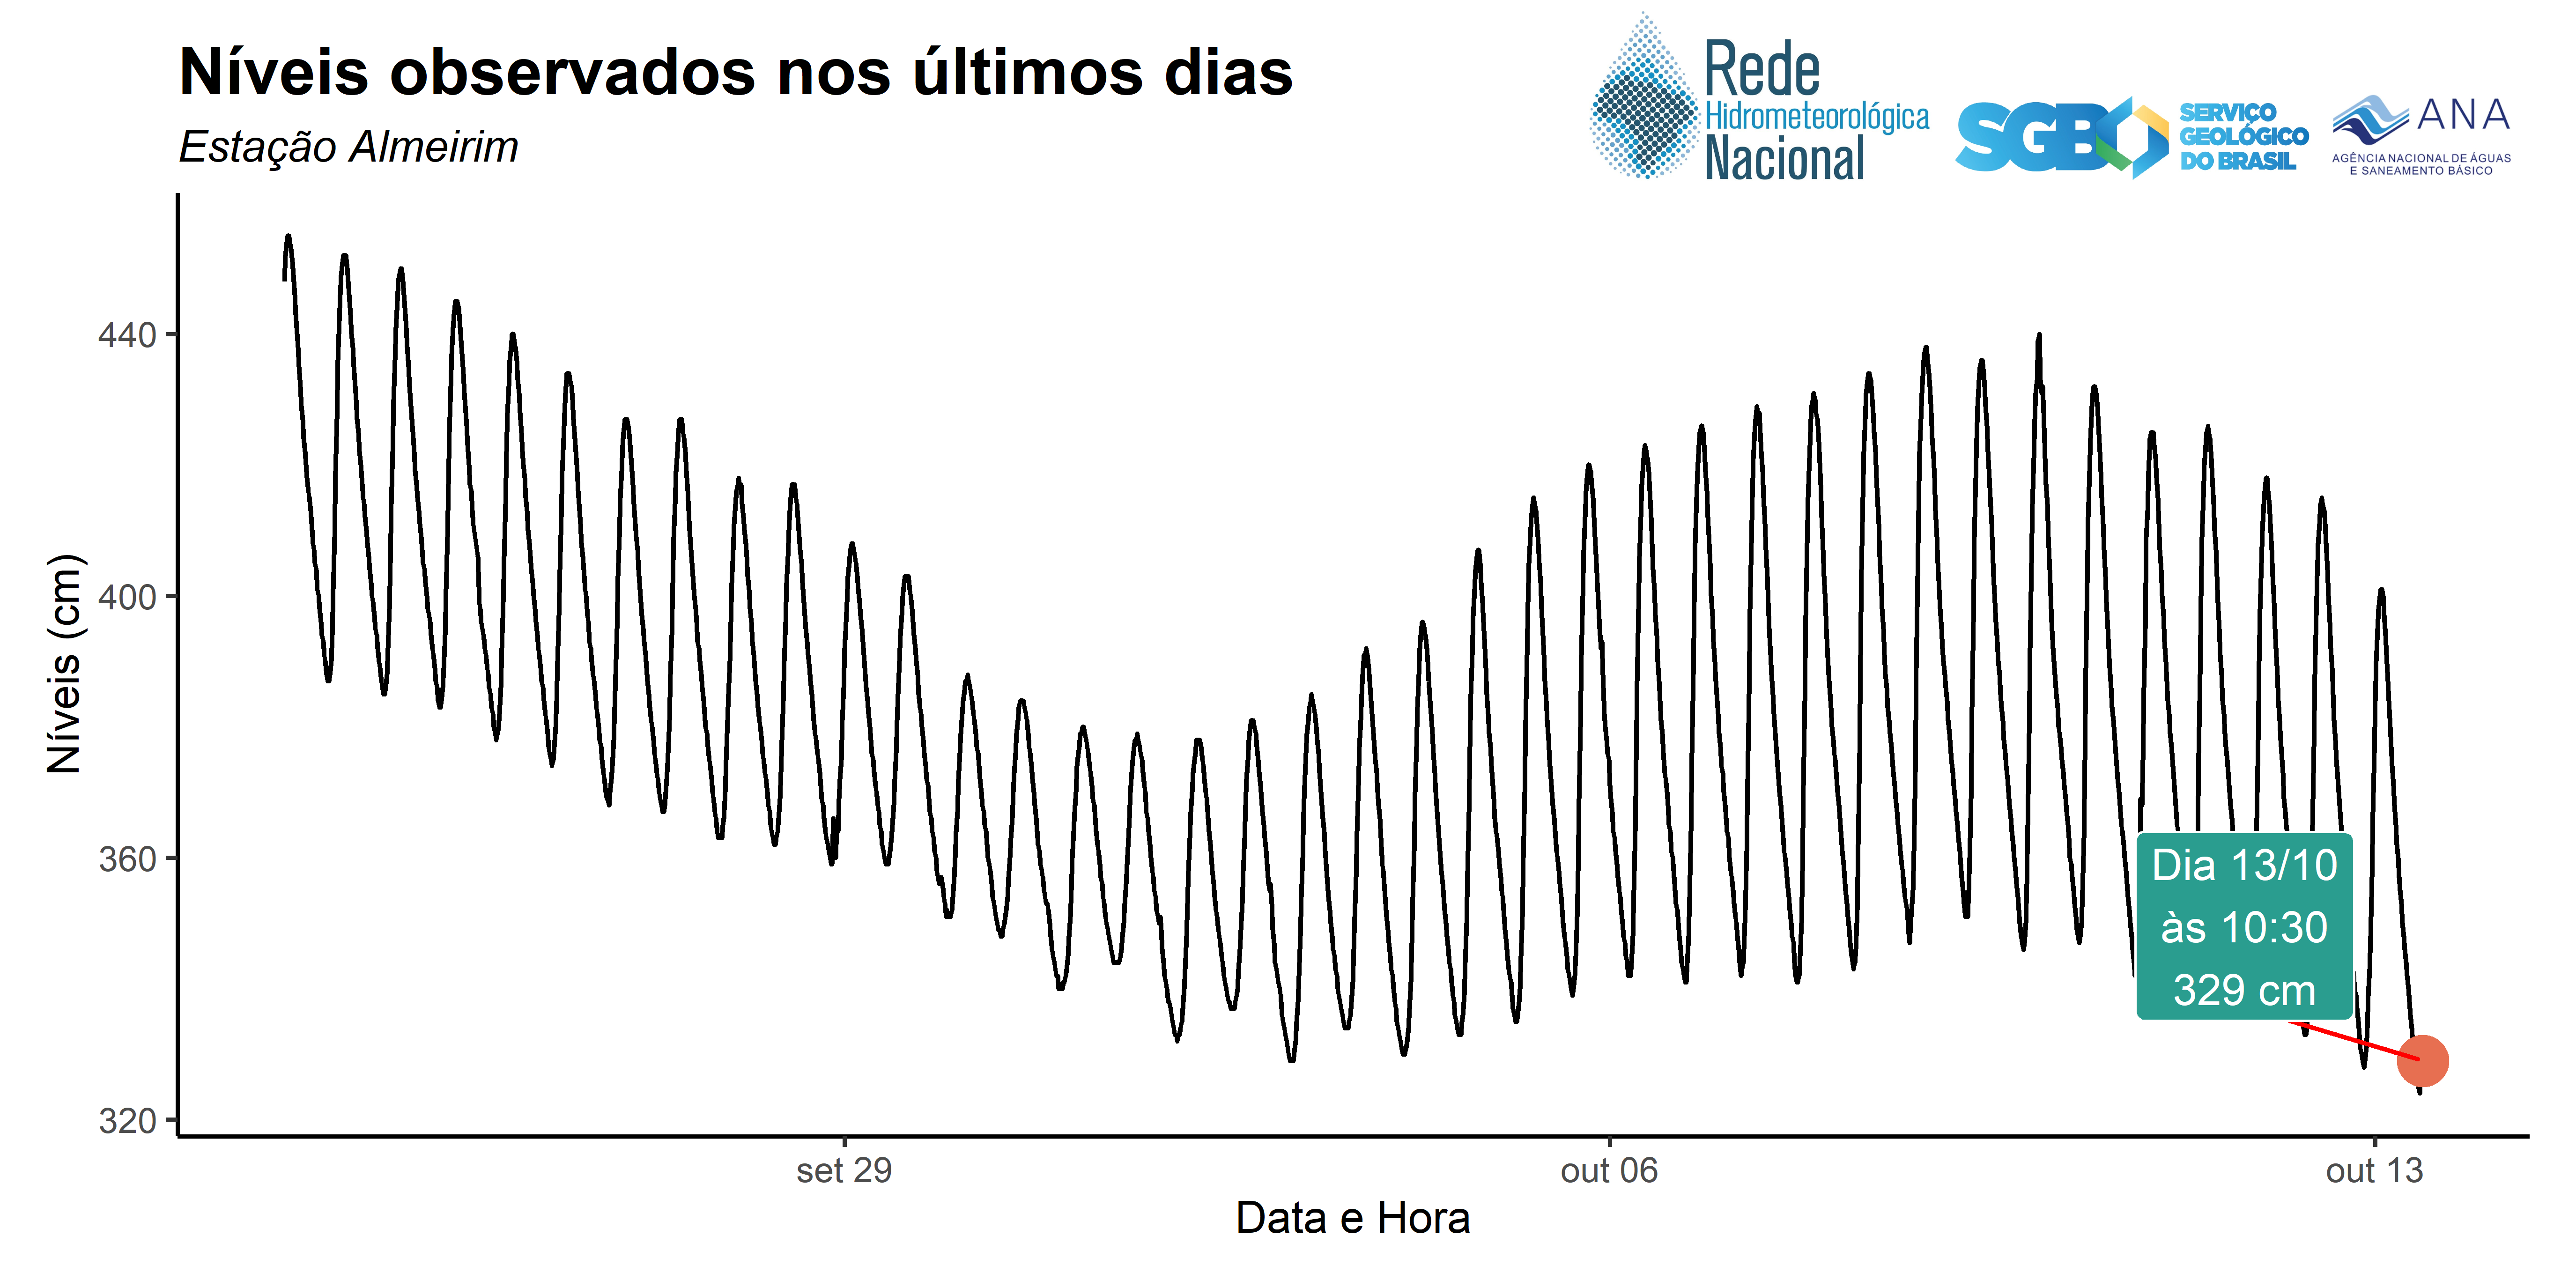 Níveis observados nos últimos dias
Estação Almeirim
Rede
Hidrometeorológica
Nacional
SGB
SERVIÇO
GEOLÓGICO
DO BRASIL
ANA
AGÊNCIA NACIONAL DE ÁGUAS
E SANEAMENTO BÁSICO
Níveis (cm)
440
400
360
320
Dia 13/10
às 10:30
329 cm
set 29
out 06
out 13
Data e Hora